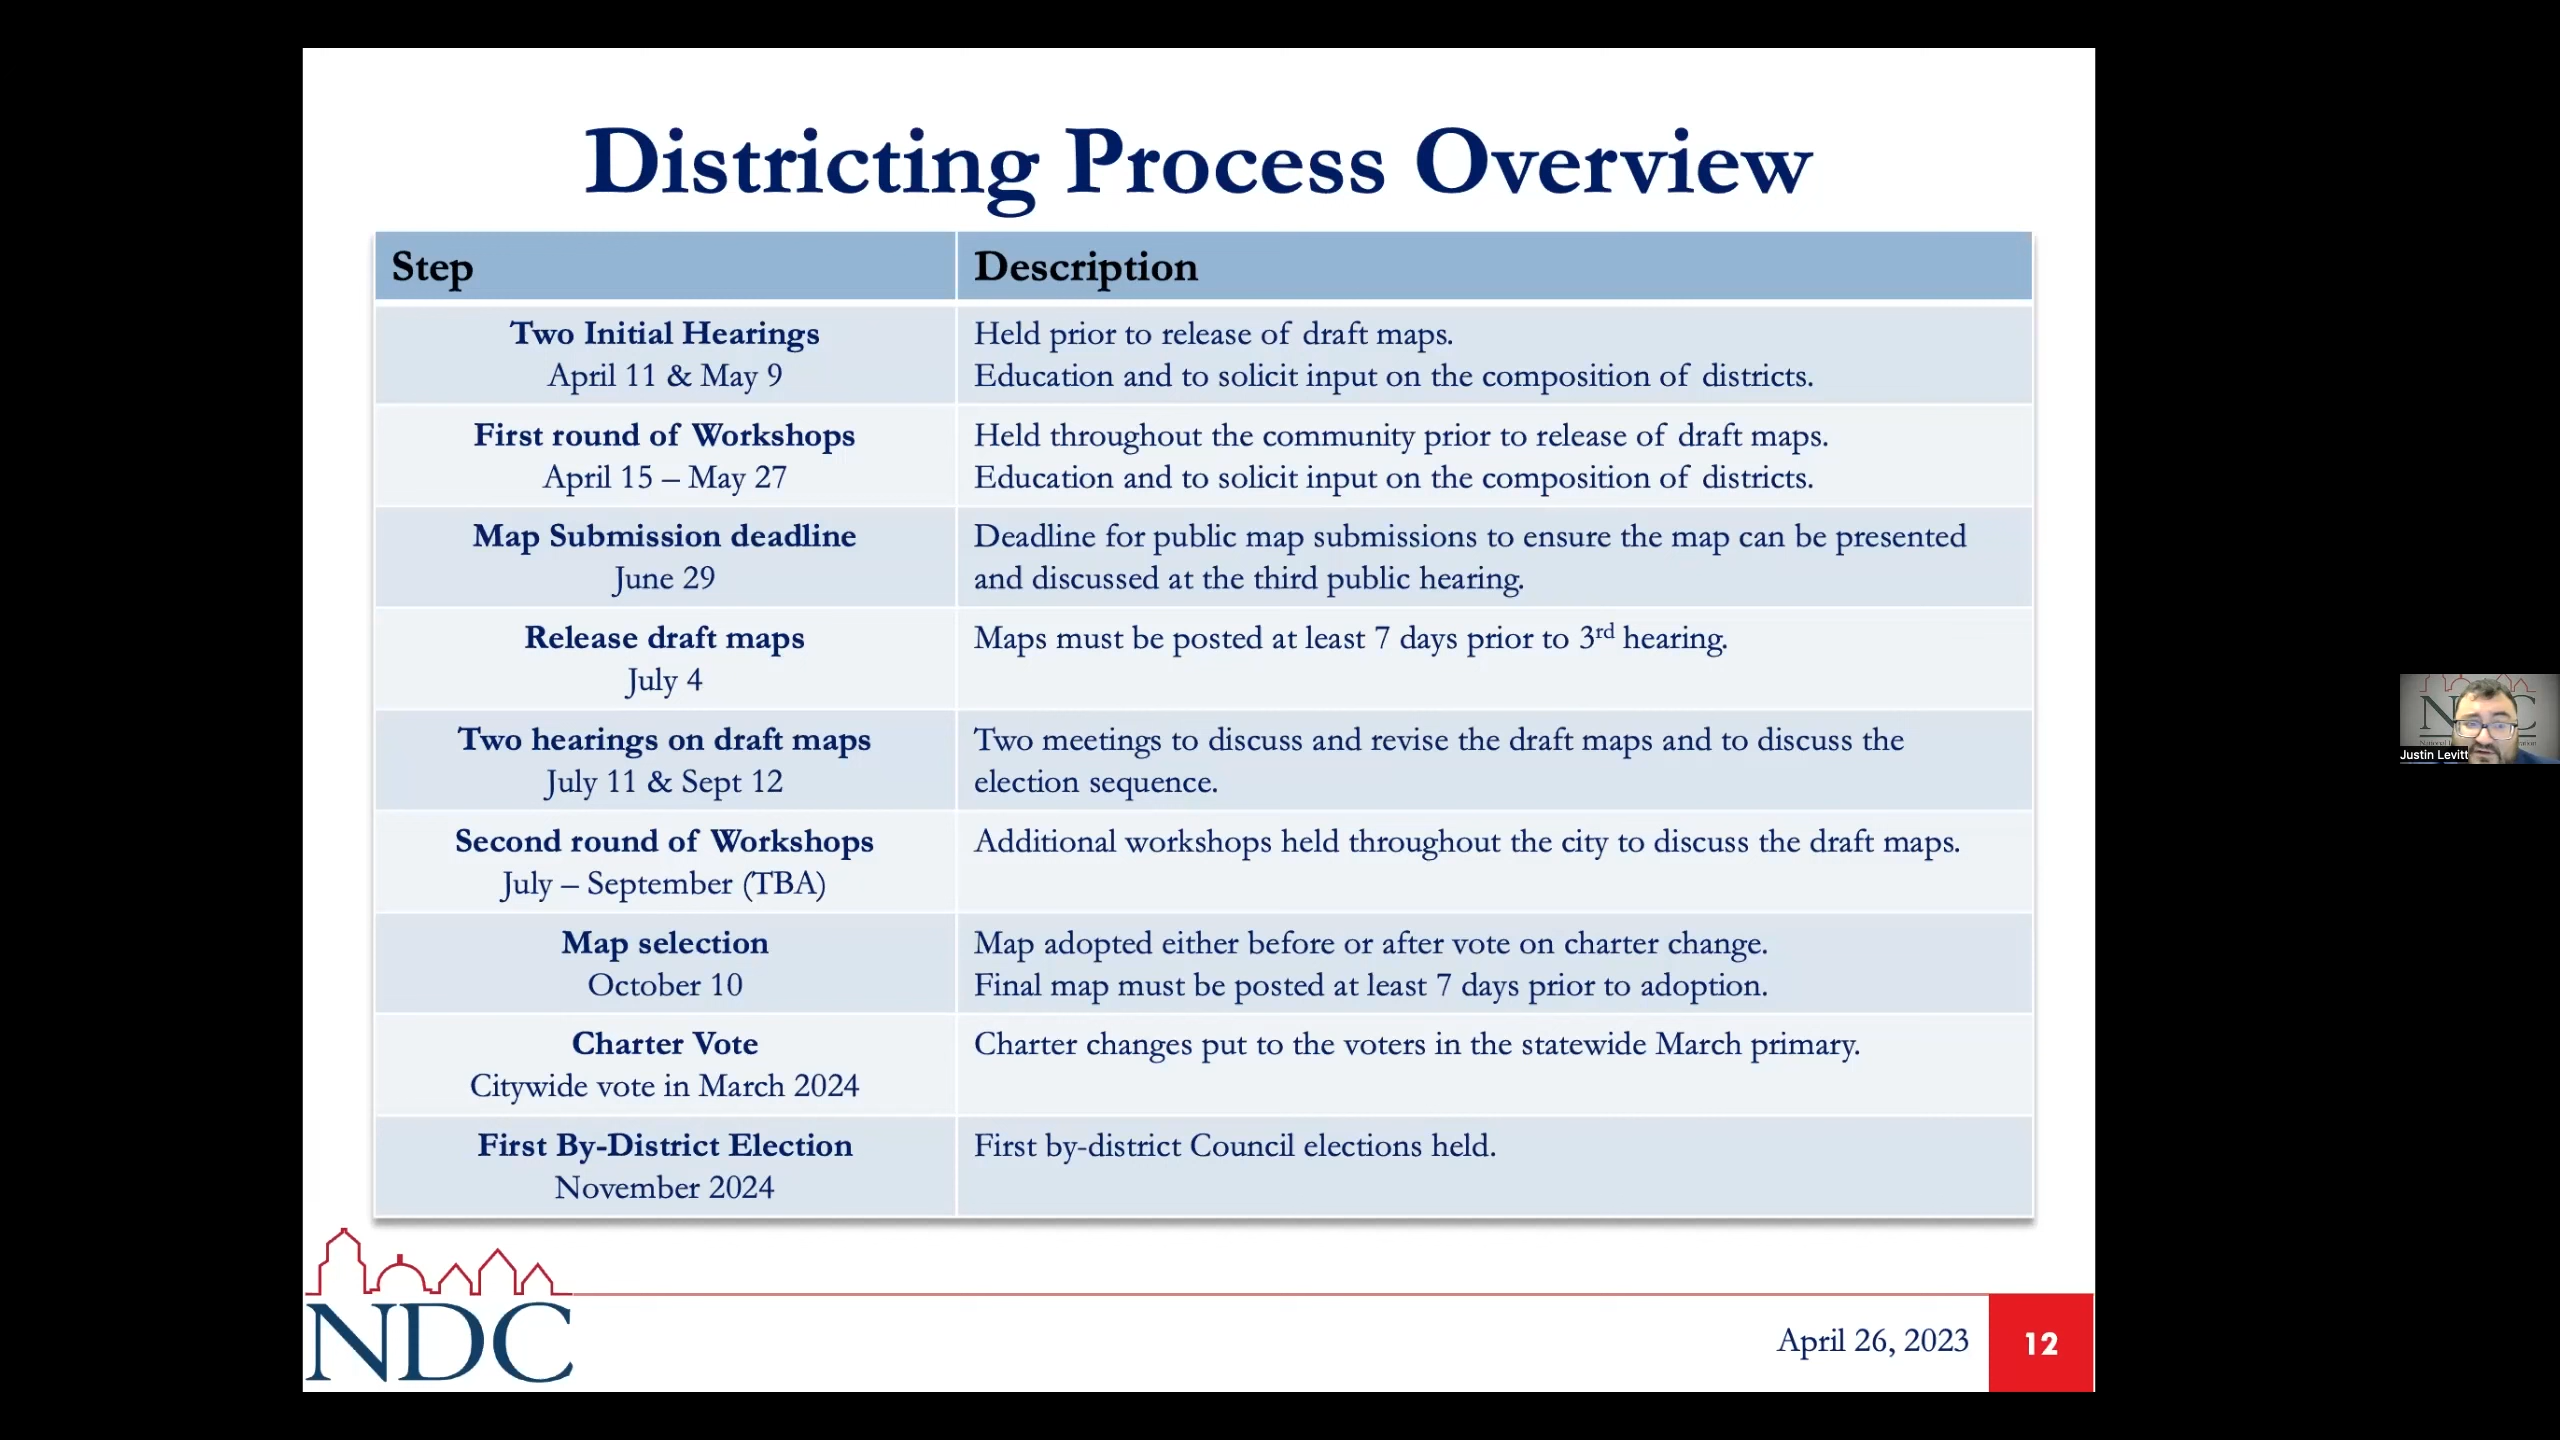 Districting Process Overview
Step
Description
Two Initial Hearings
April 11 & May 9
Held prior to release of draft maps.
Education and to solicit input on the composition of districts.
First round of Workshops
April 15 – May 27
Held throughout the community prior to release of draft maps.
Education and to solicit input on the composition of districts.
Map Submission deadline
June 29
Deadline for public map submissions to ensure the map can be presented
and discussed at the third public hearing.
Release draft maps
July 4
Maps must be posted at least 7 days prior to 3rd hearing.
Two hearings on draft maps
July 11 & Sept 12
Two meetings to discuss and revise the draft maps and to discuss the
election sequence.
Second round of Workshops
July – September (TBA)
Additional workshops held throughout the city to discuss the draft maps.
Map selection
October 10
Map adopted either before or after vote on charter change.
Final map must be posted at least 7 days prior to adoption.
Charter Vote
Citywide vote in March 2024
Charter changes put to the voters in the statewide March primary.
First By-District Election
November 2024
First by-district Council elections held.
NDC
April 26, 2023
12
Justin Levitt